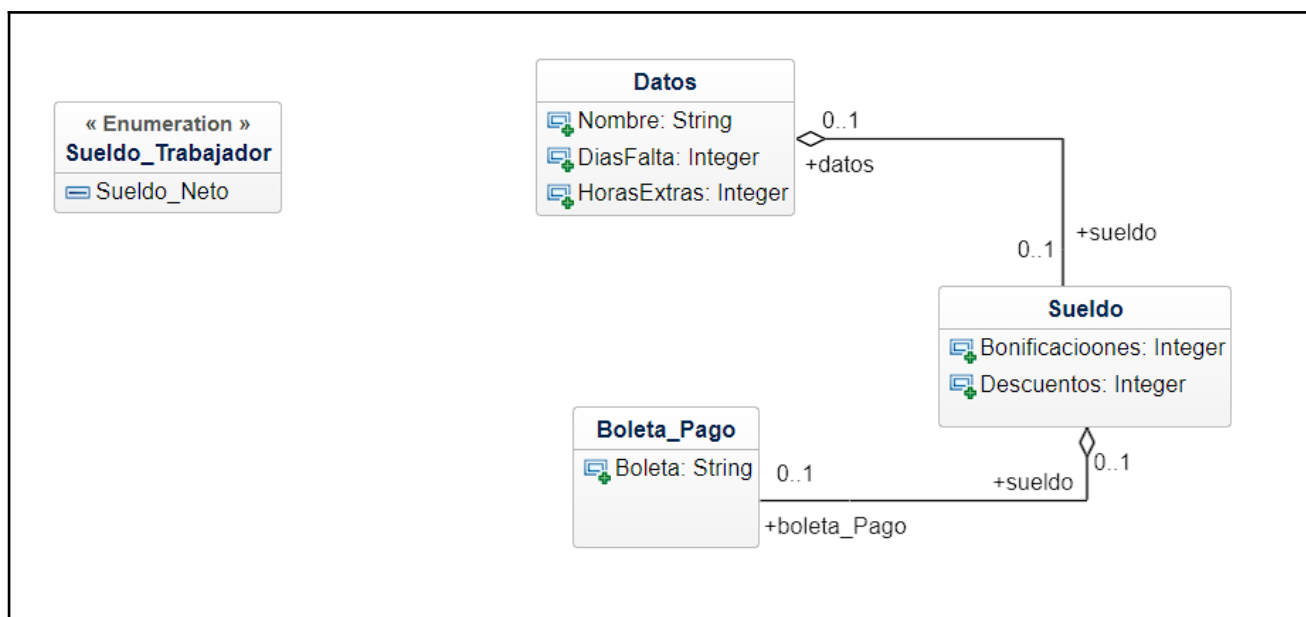 « Enumeration »
Sueldo_Trabajador
Sueldo_Neto
Datos
Nombre: String
DiasFalta: Integer
HorasExtras: Integer
0..1
+datos
+sueldo
0..1
Sueldo
Bonificacioones: Integer
Descuentos: Integer
Boleta_Pago
Boleta: String
0..1
+boleta_Pago
0..1
+sueldo